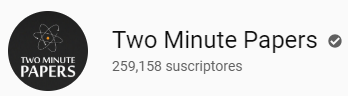 TWO MINUTE
PAPERS
Two Minute Papers
259,158 suscriptores